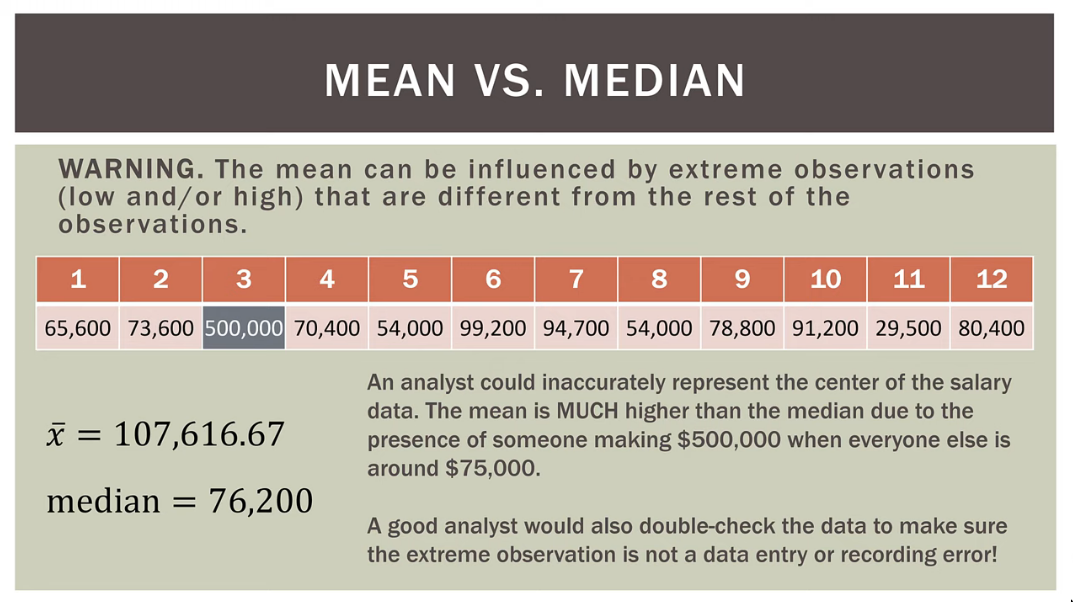 MEAN VS. MEDIAN
WARNING. The mean can be influenced by extreme observations
(low and/or high) that are different from the rest of the
observations.
1 2 3 4 5 6 7 8 9 10 11 12
65,600 73,600 500,000 70,400 54,000 99,200 94,700 54,000 78,800 91,200 29,500 80,400
x̄ = 107,616.67
median = 76,200
An analyst could inaccurately represent the center of the salary
data. The mean is MUCH higher than the median due to the
presence of someone making $500,000 when everyone else is
around $75,000.
A good analyst would also double-check the data to make sure
the extreme observation is not a data entry or recording error!